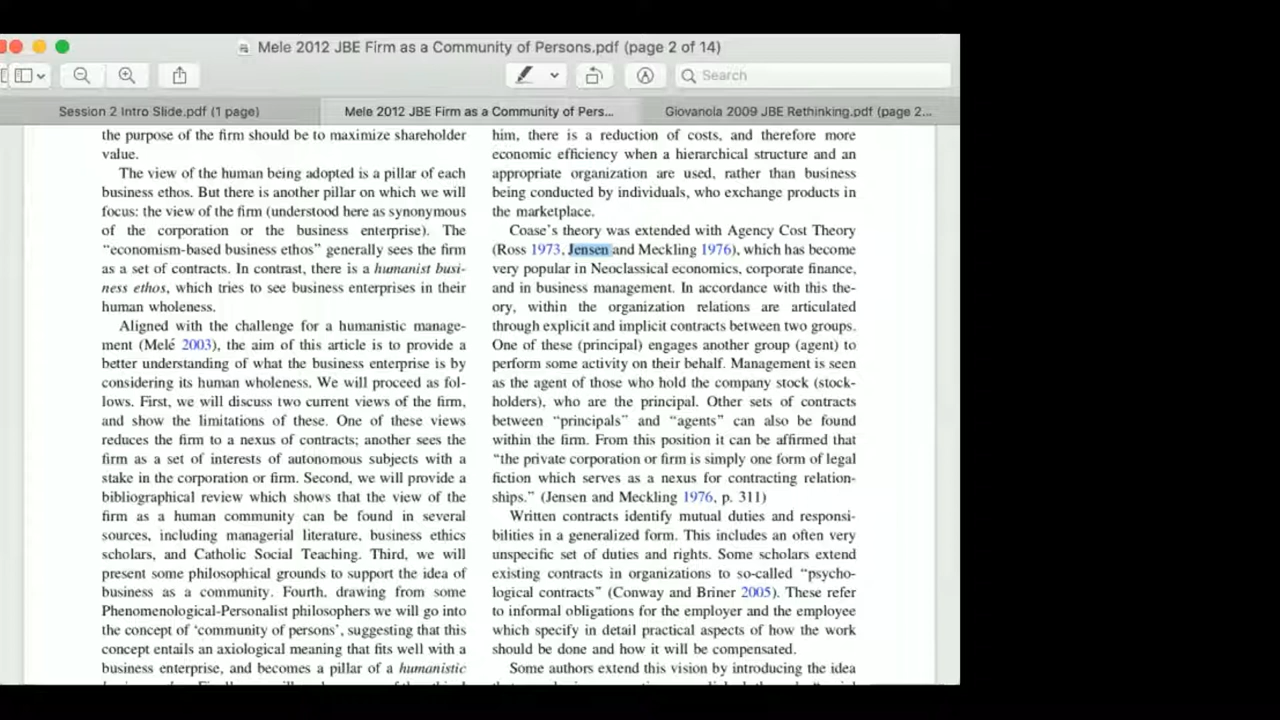 Mele 2012 JBE Firm as a Community of Persons.pdf (page 2 of 14)
Search
Session 2 Intro Slide.pdf (1 page)
Mele 2012 JBE Firm as a Community of Pers...
Giovanola 2009 JBE Rethinking.pdf (page 2...
the purpose of the firm should be to maximize shareholder
value.
The view of the human being adopted is a pillar of each
business ethos. But there is another pillar on which we will
focus: the view of the firm (understood here as synonymous
of the corporation or the business enterprise). The
“economism-based business ethos” generally sees the firm
as a set of contracts. In contrast, there is a humanist busi-
ness ethos, which tries to see business enterprises in their
human wholeness.
Aligned with the challenge for a humanistic manage-
ment (Melé 2003), the aim of this article is to provide a
better understanding of what the business enterprise is by
considering its human wholeness. We will proceed as fol-
lows. First, we will discuss two current views of the firm,
and show the limitations of these. One of these views
reduces the firm to a nexus of contracts; another sees the
firm as a set of interests of autonomous subjects with a
stake in the corporation or firm. Second, we will provide a
bibliographical review which shows that the view of the
firm as a human community can be found in several
sources, including managerial literature, business ethics
scholars, and Catholic Social Teaching. Third, we will
present some philosophical grounds to support the idea of
business as a community. Fourth, drawing from some
Phenomenological-Personalist philosophers we will go into
the concept of ‘community of persons’, suggesting that this
concept entails an axiological meaning that fits well with a
business enterprise, and becomes a pillar of a humanistic
him, there is a reduction of costs, and therefore more
economic efficiency when a hierarchical structure and an
appropriate organization are used, rather than business
being conducted by individuals, who exchange products in
the marketplace.
Coase’s theory was extended with Agency Cost Theory
(Ross 1973, Jensen and Meckling 1976), which has become
very popular in Neoclassical economics, corporate finance,
and in business management. In accordance with this the-
ory, within the organization relations are articulated
through explicit and implicit contracts between two groups.
One of these (principal) engages another group (agent) to
perform some activity on their behalf. Management is seen
as the agent of those who hold the company stock (stock-
holders), who are the principal. Other sets of contracts
between “principals” and “agents” can also be found
within the firm. From this position it can be affirmed that
“the private corporation or firm is simply one form of legal
fiction which serves as a nexus for contracting relation-
ships.” (Jensen and Meckling 1976, p. 311)
Written contracts identify mutual duties and responsi-
bilities in a generalized form. This includes an often very
unspecific set of duties and rights. Some scholars extend
existing contracts in organizations to so-called “psycho-
logical contracts” (Conway and Briner 2005). These refer
to informal obligations for the employer and the employee
which specify in detail practical aspects of how the work
should be done and how it will be compensated.
Some authors extend this vision by introducing the idea